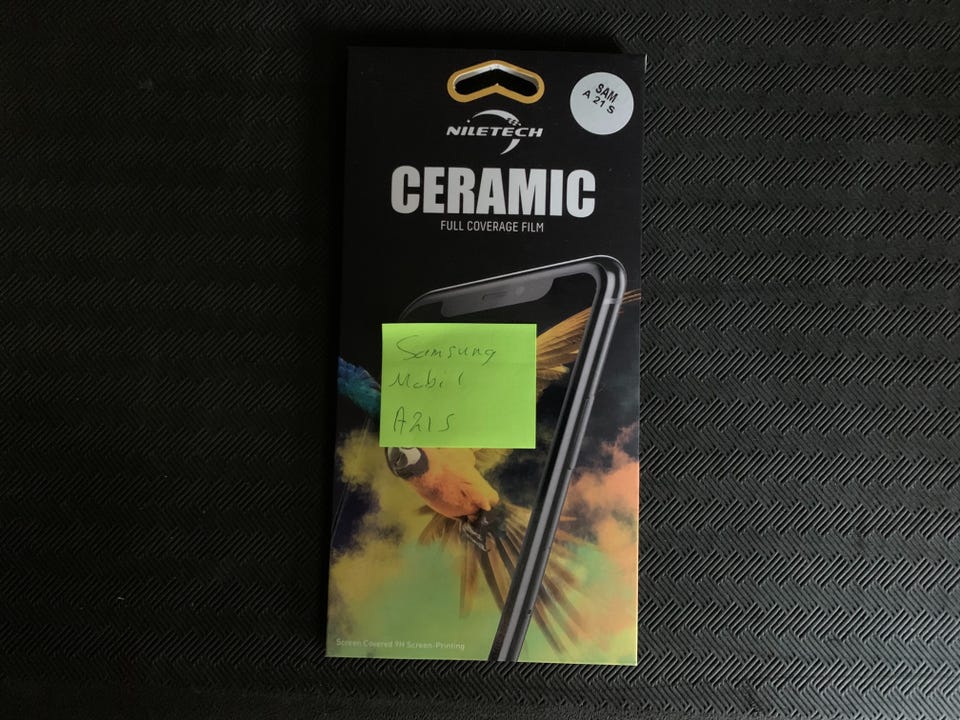 SAM
A 21 S
NILETECH
CERAMIC
FULL COVERAGE FILM
Samsung
Mobil
A21s
Screen Covered 9H Screen-Printing